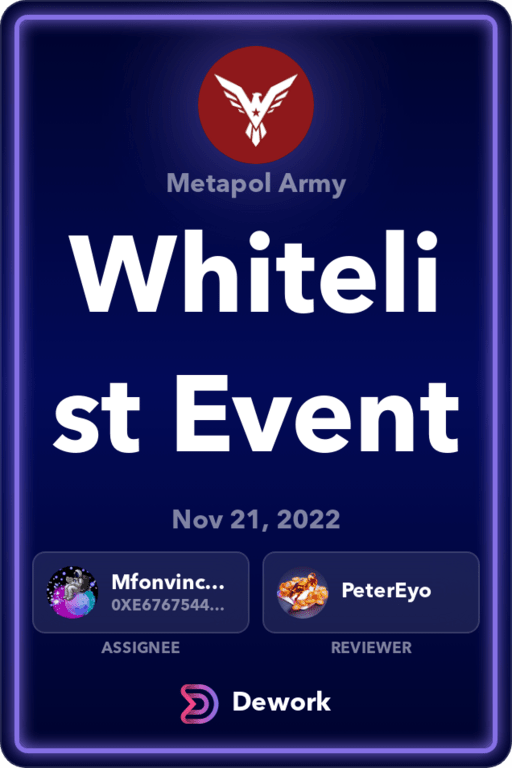 Metapol Army
Whiteli
st Event
Nov 21, 2022
Mfonvinc...
0XE6767544...
ASSIGNEE
PeterEyo
REVIEWER
Dework